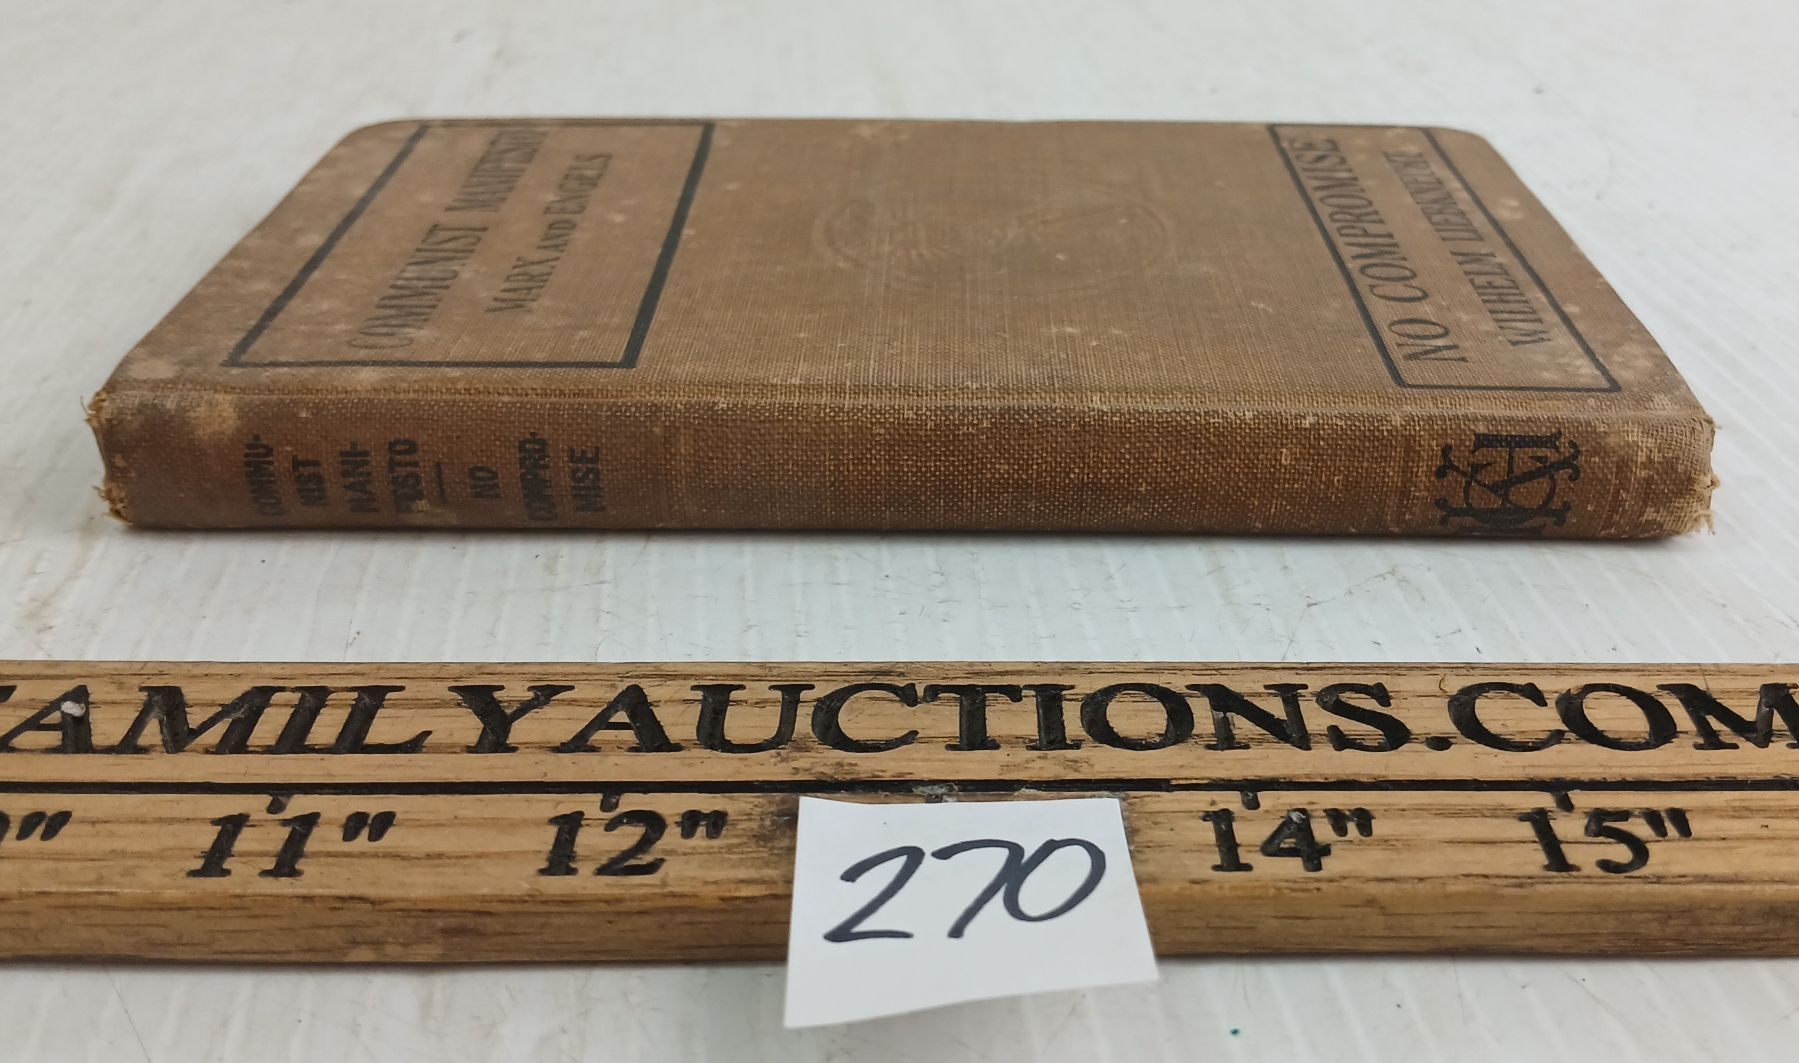 COMMUNIST MANIFESTO
MARX AND ENGELS
NO COMPROMISE
WILHELM LIEBKNECHT
COMMU-
NIST
MANI-
FESTO
NO
COMPRO-
MISE
FAMILYAUCTIONS.COM
11" 12" 14" 15"
270